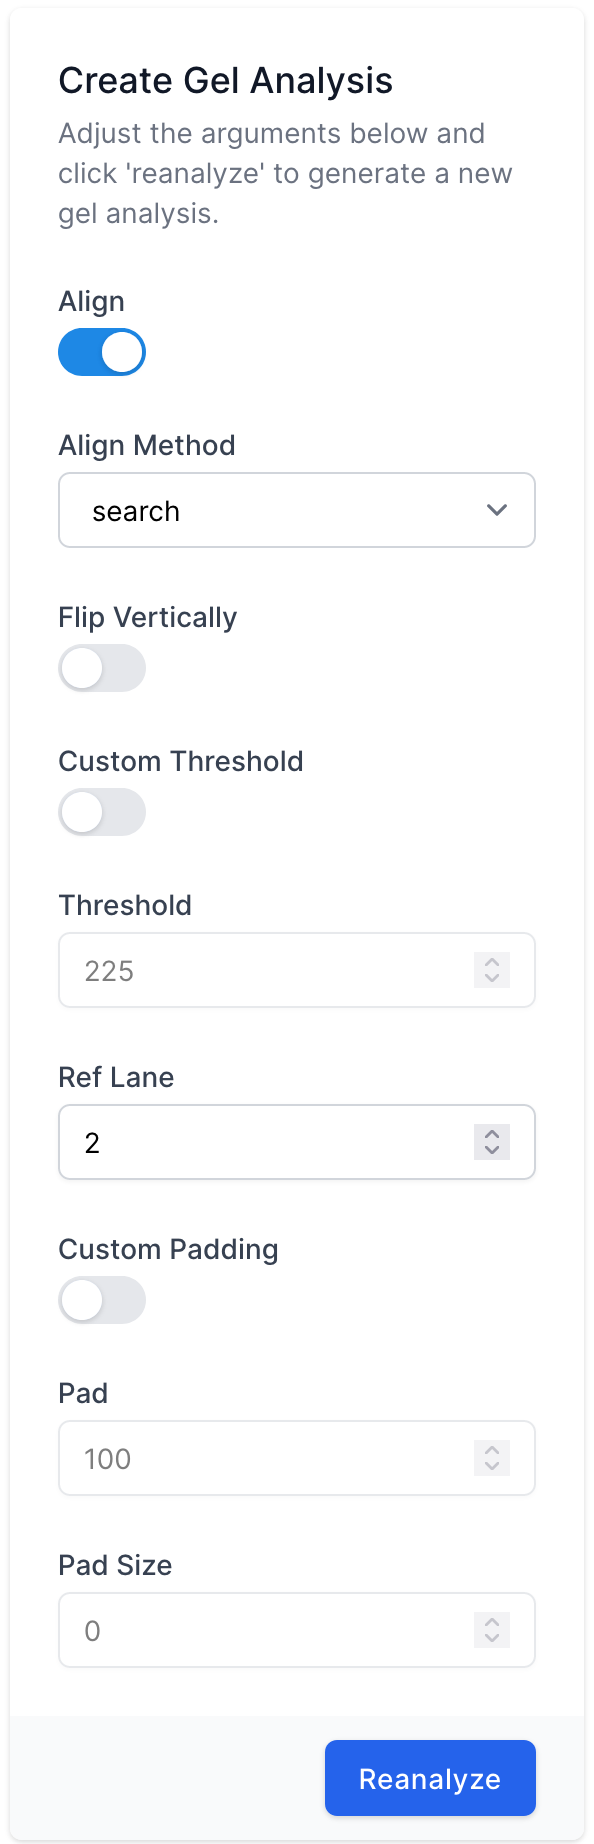 Create Gel Analysis
Adjust the arguments below and
click 'reanalyze' to generate a new
gel analysis.
Align
Align Method
search
Flip Vertically
Custom Threshold
Threshold
225
Ref Lane
2
Custom Padding
Pad
100
Pad Size
0
Reanalyze